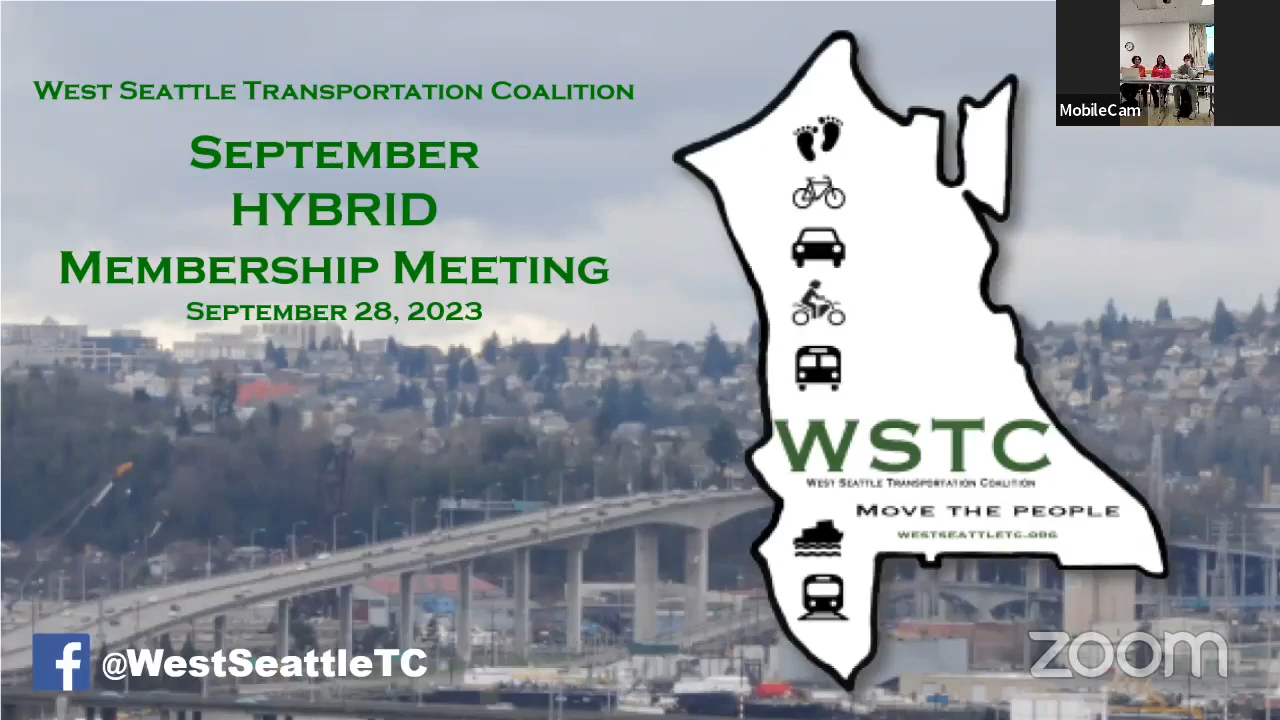 West Seattle Transportation Coalition
September
HYBRID
Membership Meeting
September 28, 2023
MobileCam
WSTC
West Seattle Transportation Coalition
Move the people
westseattletc.org
f @WestSeattleTC
zoom